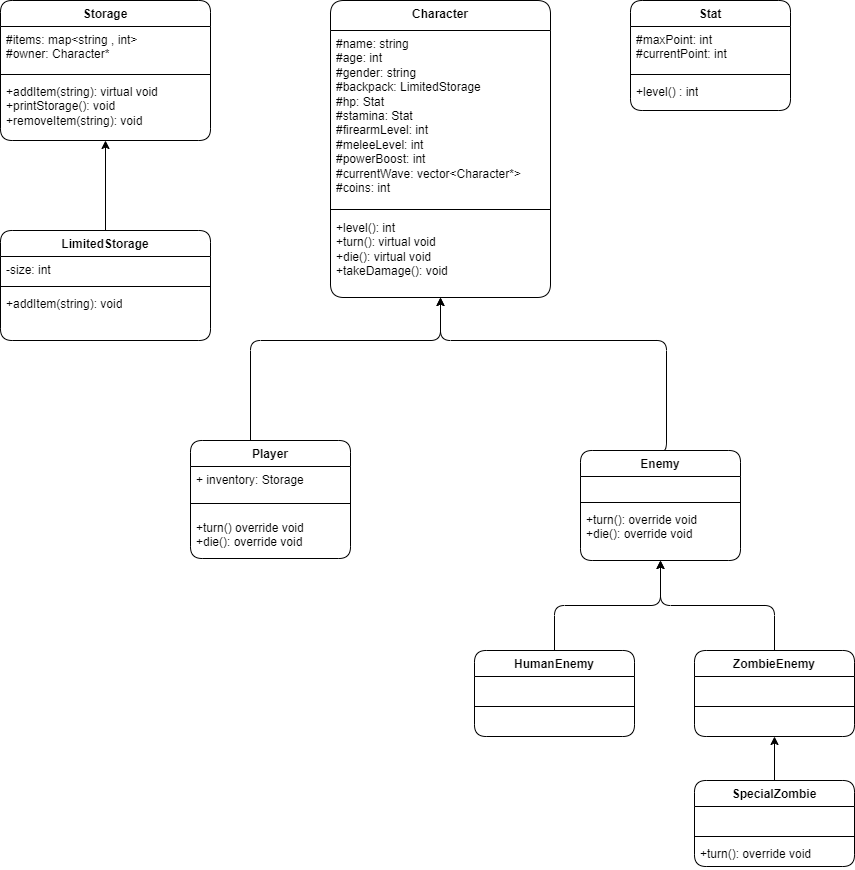 Storage
#items: map<string , int>
#owner: Character*
+addItem(string): virtual void
+printStorage(): void
+removeItem(string): void
LimitedStorage
-size: int
+addItem(string): void
Character
#name: string
#age: int
#gender: string
#backpack: LimitedStorage
#hp: Stat
#stamina: Stat
#firearmLevel: int
#meleeLevel: int
#powerBoost: int
#currentWave: vector<Character*>
#coins: int
+level(): int
+turn(): virtual void
+die(): virtual void
+takeDamage(): void
Stat
#maxPoint: int
#currentPoint: int
+level() : int
Player
+ inventory: Storage
+turn() override void
+die(): override void
Enemy
+turn(): override void
+die(): override void
HumanEnemy
ZombieEnemy
SpecialZombie
+turn(): override void